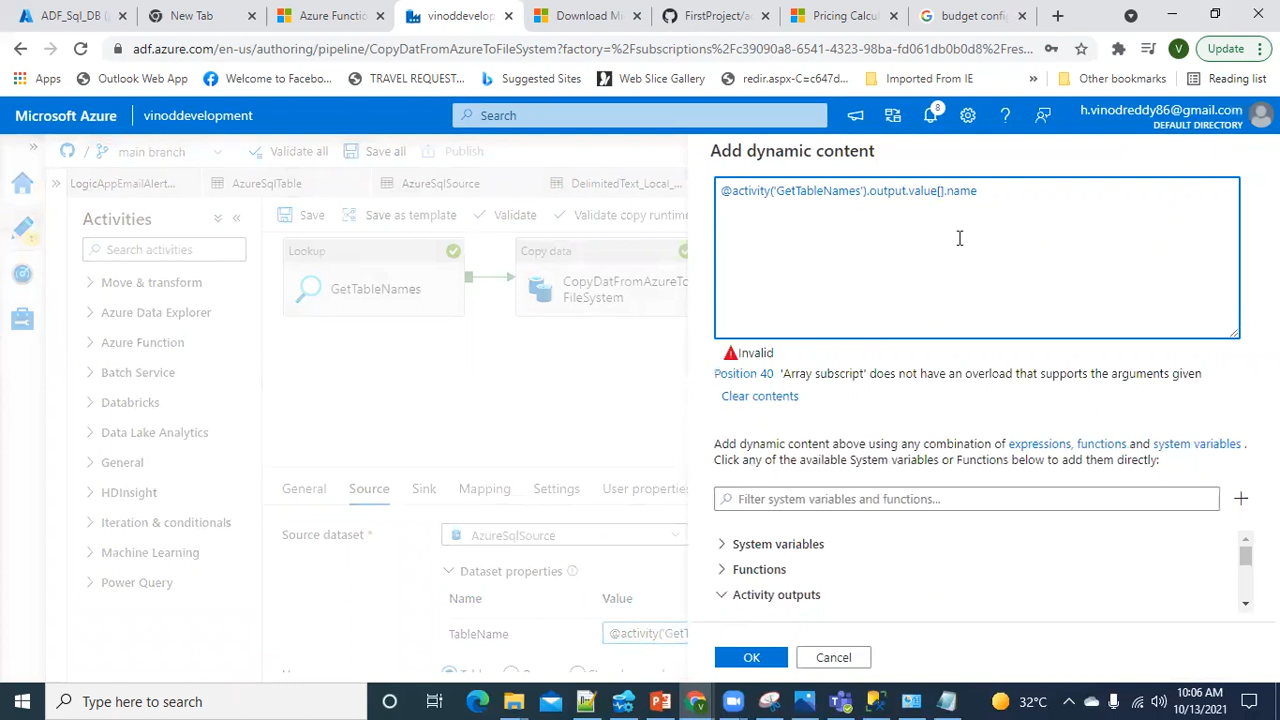 ADF_Sql_DB (
New Tab
Azure Functi
vinoddevelop
Download Mi
FirstProject/a
Pricing Calcu
budget confi
adf.azure.com/en-us/authoring/pipeline/CopyDatFromAzureToFileSystem?factory=%2Fsubscriptions%2Fc39090a8-6541-4323-98ba-fd061db0b0d8%2Fres...
V
Update
Apps
Outlook Web App
Welcome to Facebo...
TRAVEL REQUEST...
Suggested Sites
Web Slice Gallery
redir.aspx-C=c647d...
Imported From IE
»
Other bookmarks
Reading list
Microsoft Azure
vinoddevelopment
Search
8
h.vinodreddy86@gmail.com
DEFAULT DIRECTORY
main branch
Validate all
Save all
Publish
LogicAppEmailAlert...
AzureSqlTable
AzureSqlSource
DelimitedText_Local_...
Activities
Save
Save as template
Validate
Validate copy runtime
Search activities
Move & transform
Azure Data Explorer
Azure Function
Batch Service
Databricks
Data Lake Analytics
General
HDInsight
Iteration & conditionals
Machine Learning
Power Query
Lookup
GetTableNames
Copy data
CopyDatFromAzureTo
FileSystem
General
Source
Sink
Mapping
Settings
User properties
Source dataset *
AzureSqlSource
Dataset properties
Name
Value
TableName
@activity('GetT
Add dynamic content
@activity('GetTableNames').output.value[].name
Invalid
Position 40 'Array subscript' does not have an overload that supports the arguments given
Clear contents
Add dynamic content above using any combination of expressions, functions and system variables .
Click any of the available System variables or Functions below to add them directly:
Filter system variables and functions...
System variables
Functions
Activity outputs
OK
Cancel
Type here to search
32°C
10:06 AM
10/13/2021